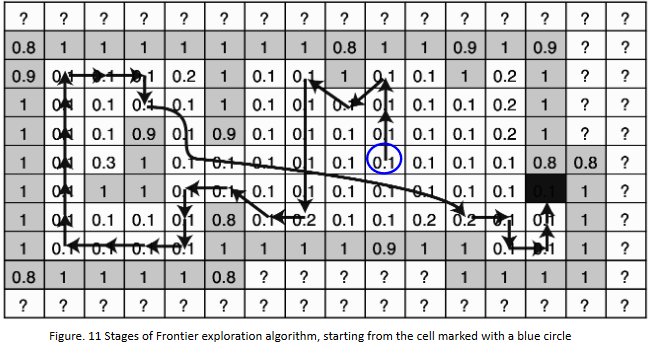 ? ? ? ? ? ? ? ? ? ? ? ? ? ? ? ?
0.8 1 1 1 1 1 1 1 0.8 1 1 0.9 1 0.9 ? ?
0.9 0.1 0.1 0.1 0.2 1 0.1 0.1 1 0.1 0.1 1 0.2 1 ? ?
1 0.1 0.1 0.1 0.1 1 0.1 0.1 0.1 0.1 0.1 0.1 0.2 1 ? ?
1 0.1 0.1 0.9 0.1 0.9 0.1 0.1 0.1 0.1 0.1 0.1 0.2 1 ? ?
1 0.1 0.3 1 0.1 0.1 0.1 0.1 0.1 0.1 0.1 0.1 0.1 0.8 0.8 ?
1 0.1 1 1 0.1 0.1 0.1 0.1 0.1 0.1 0.1 0.1 0.1 0.1 1 ?
1 0.1 0.1 0.1 0.1 0.8 0.1 0.2 0.1 0.1 0.2 0.2 0.1 0.1 1 ?
1 0.1 0.1 0.1 0.1 1 1 1 1 0.9 1 1 0.1 0.1 1 ?
0.8 1 1 1 1 0.8 ? ? ? ? ? 1 1 1 1 ?
? ? ? ? ? ? ? ? ? ? ? ? ? ? ? ?
Figure. 11 Stages of Frontier exploration algorithm, starting from the cell marked with a blue circle